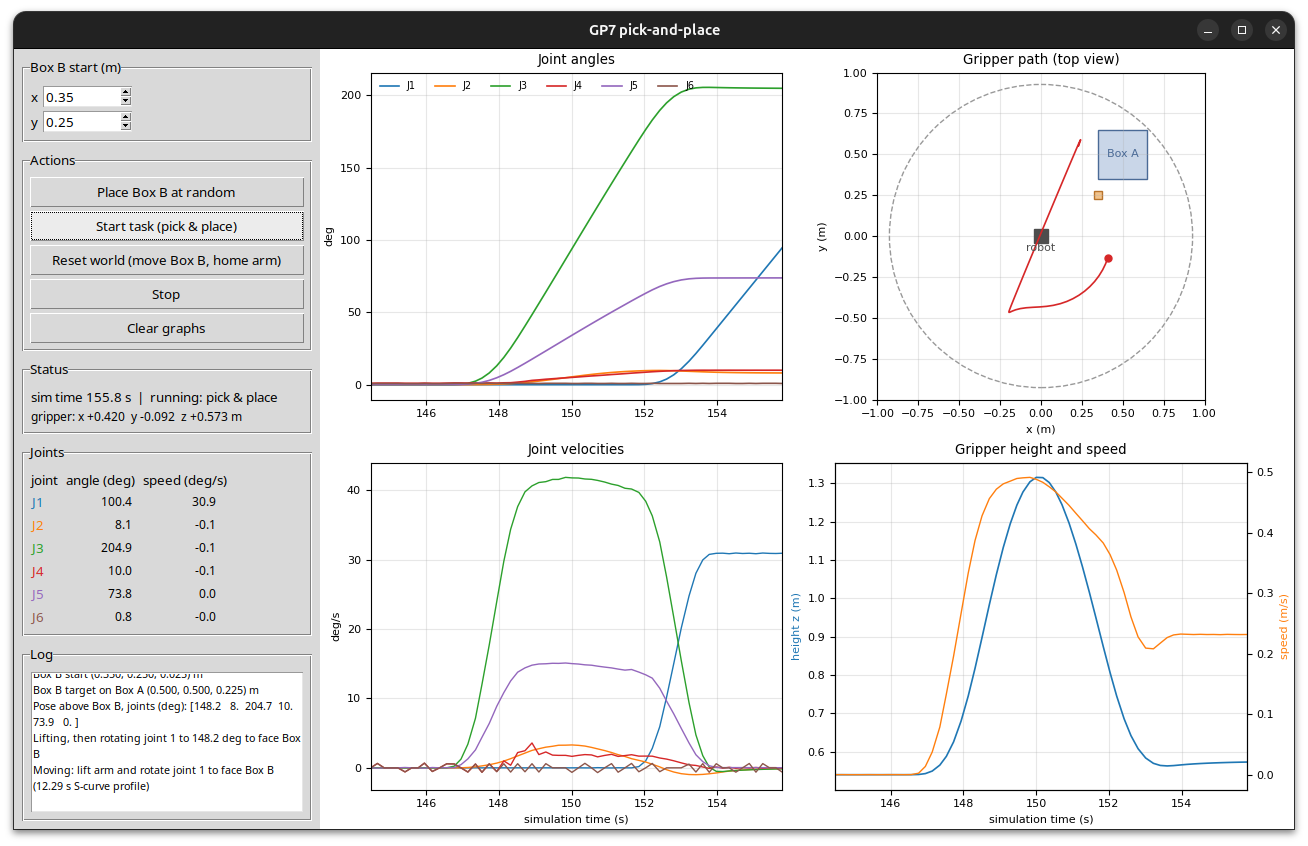 GP7 pick-and-place
Box B start (m)
x 0.35
y 0.25
Actions
Place Box B at random
Start task (pick & place)
Reset world (move Box B, home arm)
Stop
Clear graphs
Status
sim time 155.8 s | running: pick & place
gripper: x +0.420 y -0.092 z +0.573 m
Joints
joint angle (deg) speed (deg/s)
J1 100.4 30.9
J2 8.1 -0.1
J3 204.9 -0.1
J4 10.0 -0.1
J5 73.8 0.0
J6 0.8 -0.0
Log
Box B start (0.350, 0.250, 0.025) m
Box B target on Box A (0.500, 0.500, 0.225) m
Pose above Box B, joints (deg): [148.2 8. 204.7 10.
73.9 0. ]
Lifting, then rotating joint 1 to 148.2 deg to face Box
B
Moving: lift arm and rotate joint 1 to face Box B
(12.29 s S-curve profile)
Joint angles
J1 J2 J3 J4 J5 J6
deg
200
150
100
50
0
146 148 150 152 154
Gripper path (top view)
y (m)
1.00
0.75
0.50
0.25
0.00
−0.25
−0.50
−0.75
−1.00
Box A
robot
−1.00 −0.75 −0.50 −0.25 0.00 0.25 0.50 0.75 1.00
x (m)
Joint velocities
deg/s
40
30
20
10
0
146 148 150 152 154
simulation time (s)
Gripper height and speed
height z (m)
1.3
1.2
1.1
1.0
0.9
0.8
0.7
0.6
0.5
0.4
0.3
0.2
0.1
0.0
speed (m/s)
146 148 150 152 154
simulation time (s)